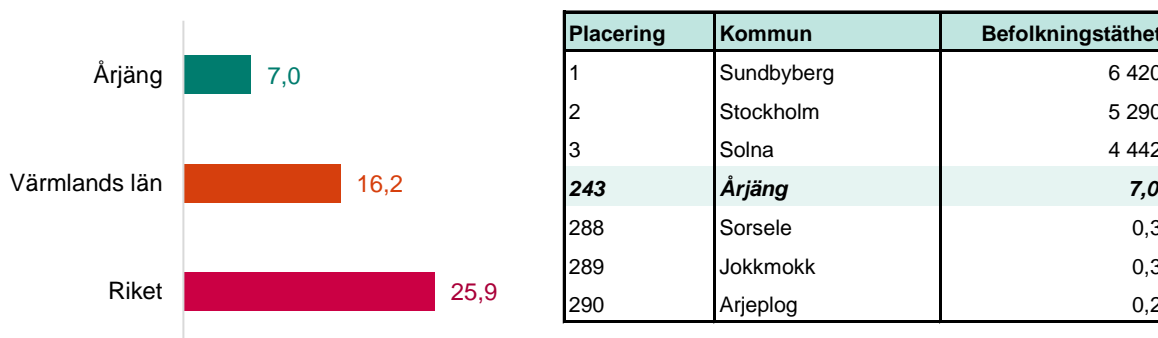 Årjäng 7,0
Värmlands län 16,2
Riket 25,9
Placering Kommun Befolkningstäthet
1 Sundbyberg 6 420
2 Stockholm 5 290
3 Solna 4 442
243 Årjäng 7,0
288 Sorsele 0,3
289 Jokkmokk 0,3
290 Arjeplog 0,2